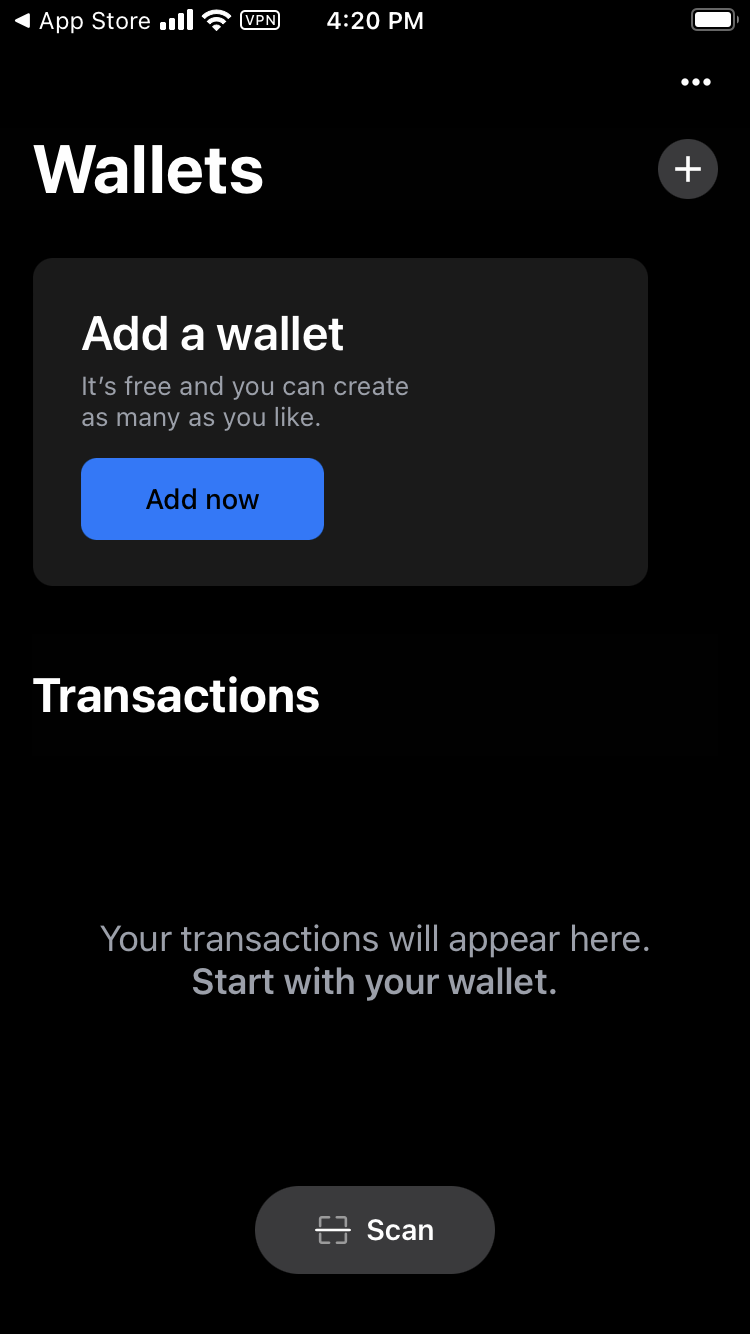 App Store VPN 4:20 PM
Wallets
Add a wallet
It’s free and you can create
as many as you like.
Add now
Transactions
Your transactions will appear here.
Start with your wallet.
Scan